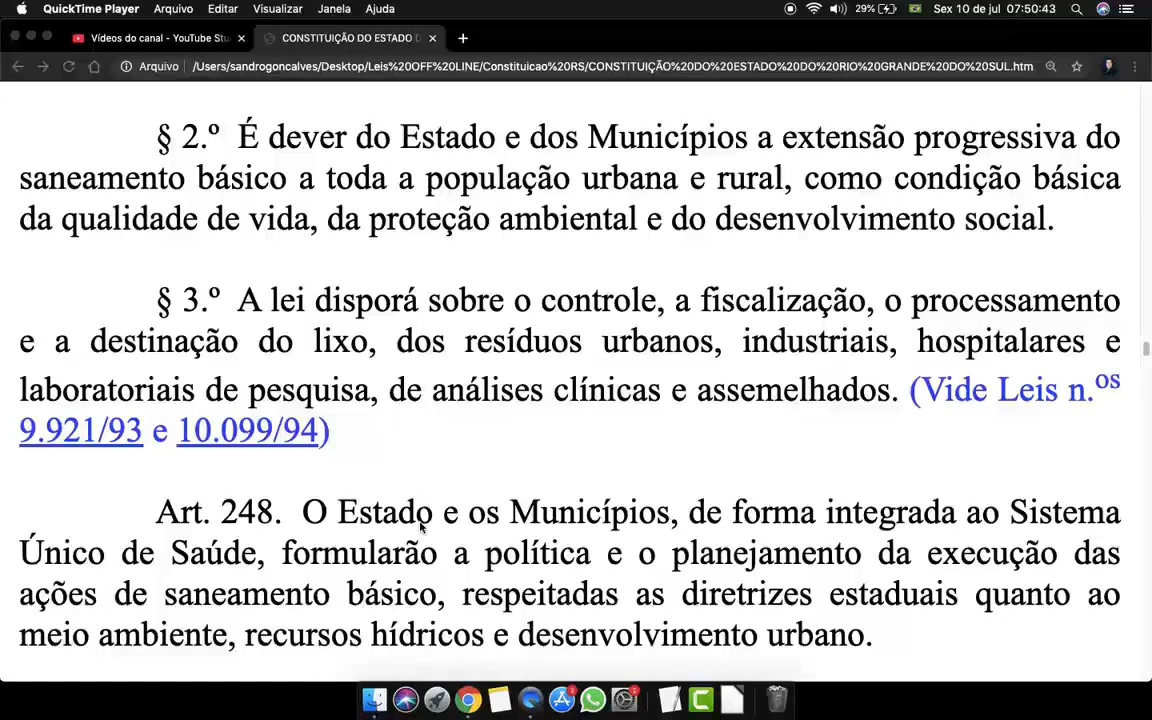 QuickTime Player Arquivo Editar Visualizar Janela Ajuda 29% Sex 10 de jul 07:50:43
Vídeos do canal - YouTube Stu × CONSTITUIÇÃO DO ESTADO D × +
Arquivo /Users/sandrogoncalves/Desktop/Leis%20OFF%20LINE/Constituicao%20RS/CONSTITUIÇÃO%20DO%20ESTADO%20DO%20RIO%20GRANDE%20DO%20SUL.htm
§ 2.º É dever do Estado e dos Municípios a extensão progressiva do
saneamento básico a toda a população urbana e rural, como condição básica
da qualidade de vida, da proteção ambiental e do desenvolvimento social.
§ 3.º A lei disporá sobre o controle, a fiscalização, o processamento
e a destinação do lixo, dos resíduos urbanos, industriais, hospitalares e
laboratoriais de pesquisa, de análises clínicas e assemelhados. (Vide Leis n.os
9.921/93 e 10.099/94)
Art. 248. O Estado e os Municípios, de forma integrada ao Sistema
Único de Saúde, formularão a política e o planejamento da execução das
ações de saneamento básico, respeitadas as diretrizes estaduais quanto ao
meio ambiente, recursos hídricos e desenvolvimento urbano.